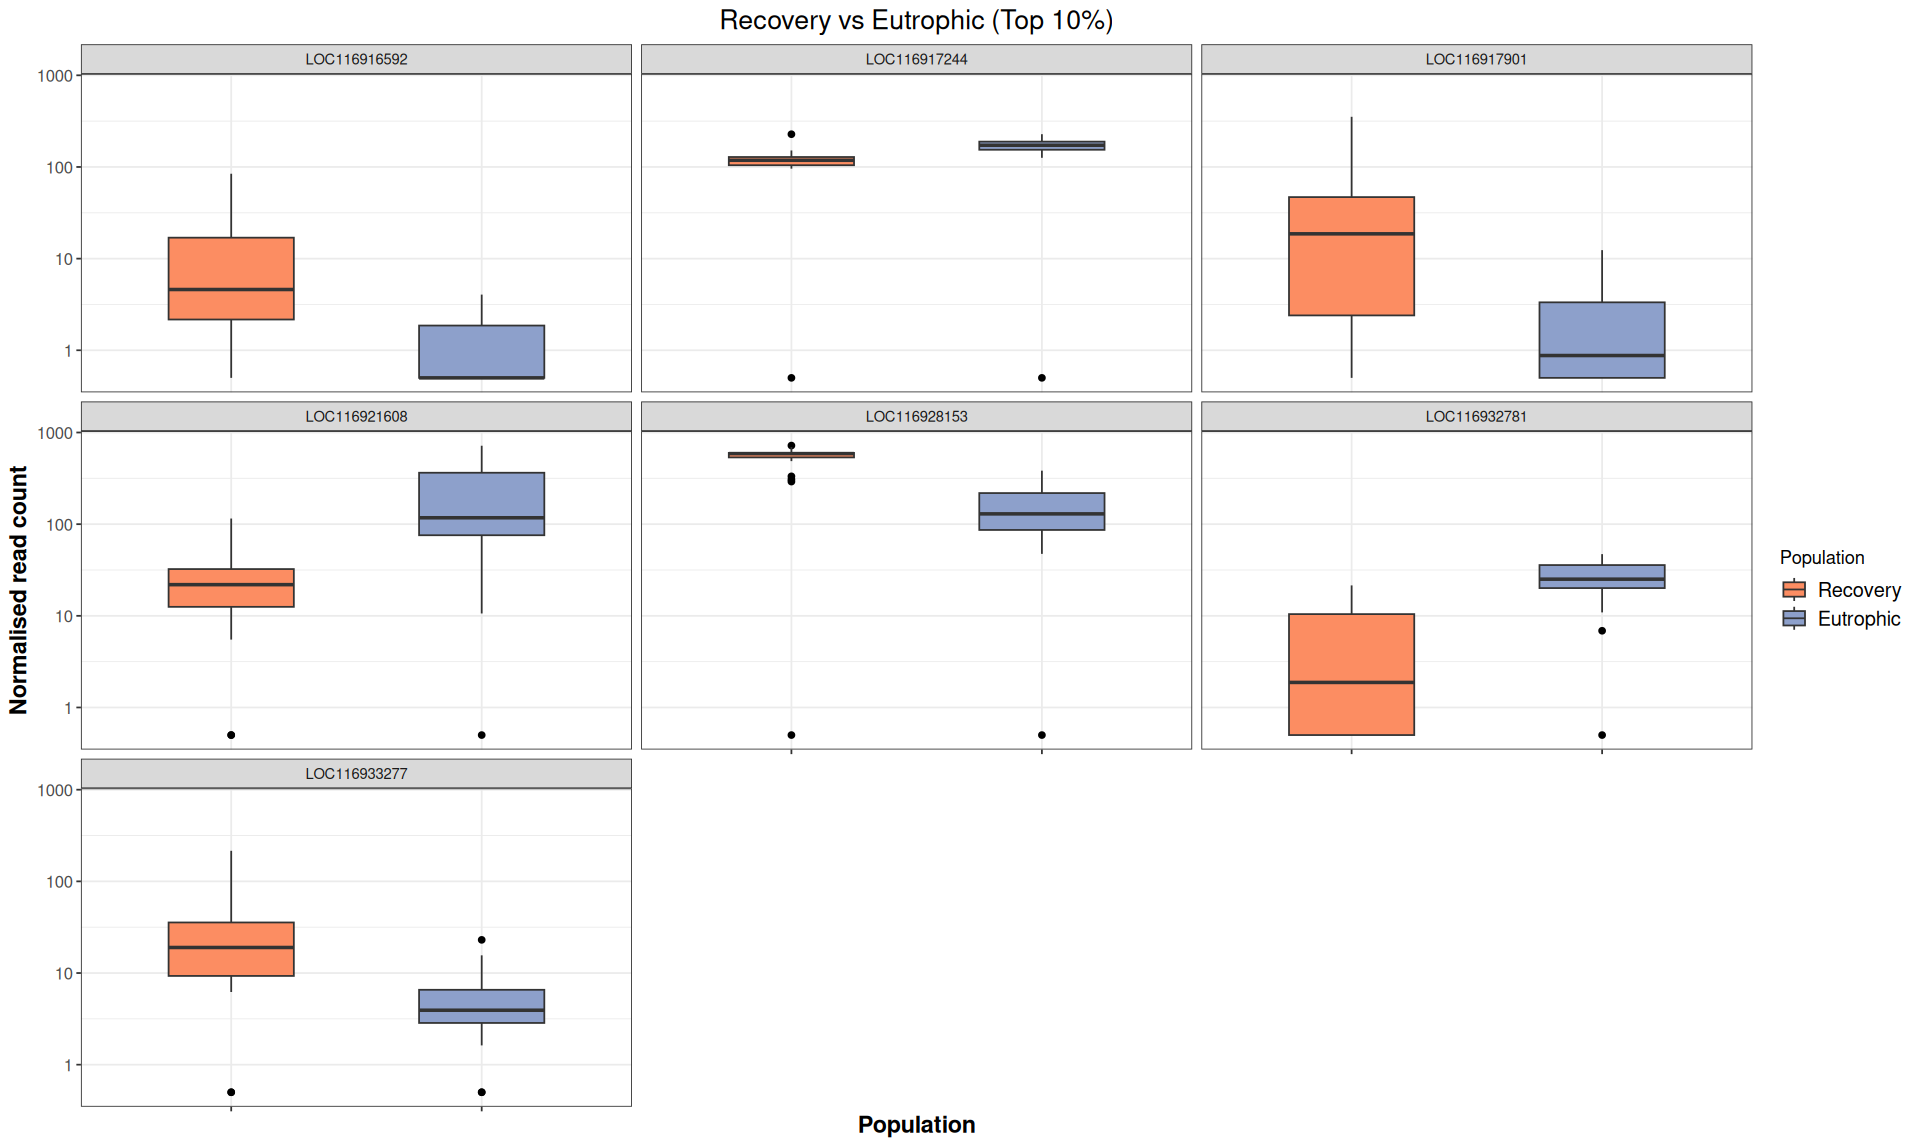 Recovery vs Eutrophic (Top 10%)
LOC116916592
LOC116917244
LOC116917901
1000
100
10
1
LOC116921608
LOC116928153
LOC116932781
1000
100
10
1
LOC116933277
1000
100
10
1
Normalised read count
Population
Population
Recovery
Eutrophic